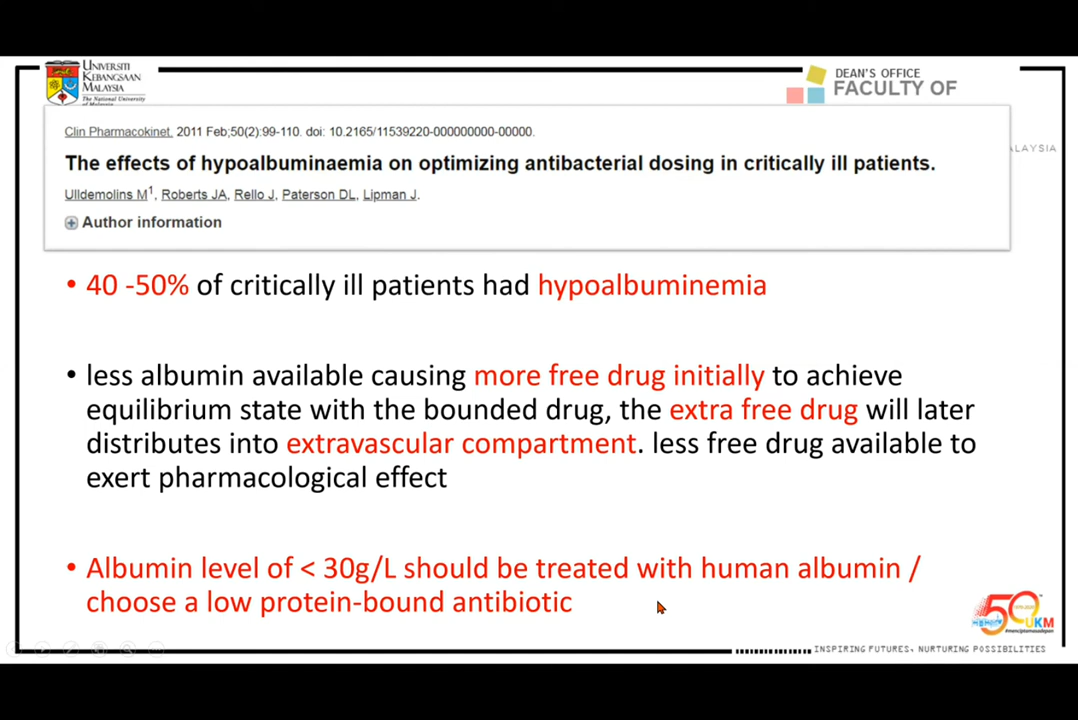 UNIVERSITI
KEBANGSAAN
MALAYSIA
The National University
of Malaysia
DEAN'S OFFICE
FACULTY OF
ALAYSIA
Clin Pharmacokinet. 2011 Feb;50(2):99-110. doi: 10.2165/11539220-000000000-00000.
The effects of hypoalbuminaemia on optimizing antibacterial dosing in critically ill patients.
Ulldemolins M1, Roberts JA, Rello J, Paterson DL, Lipman J.
Author information
• 40 -50% of critically ill patients had hypoalbuminemia
• less albumin available causing more free drug initially to achieve
equilibrium state with the bounded drug, the extra free drug will later
distributes into extravascular compartment. less free drug available to
exert pharmacological effect
• Albumin level of < 30g/L should be treated with human albumin /
choose a low protein-bound antibiotic
50
UKM
INSPIRING FUTURES, NURTURING POSSIBILITIES